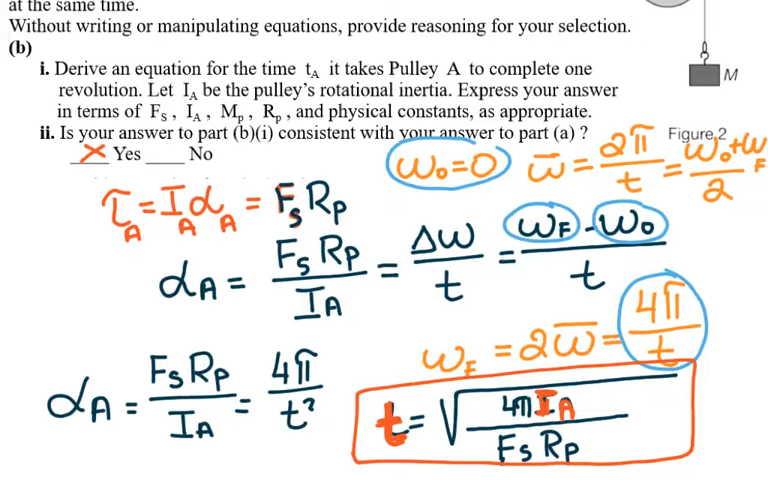 at the same time.
Without writing or manipulating equations, provide reasoning for your selection.
(b)
i. Derive an equation for the time t_A it takes Pulley A to complete one
revolution. Let I_A be the pulley's rotational inertia. Express your answer
in terms of F_S, I_A, M_p, R_p, and physical constants, as appropriate.
ii. Is your answer to part (b)(i) consistent with your answer to part (a) ?
X Yes ____ No
M
Figure 2
ω₀=0 ω̄ = 2π/t = ω₀+ω_F/2
τ_A = I_A α_A = F_S R_P
α_A = F_S R_P / I_A = Δω/t = ω_F - ω₀ / t
ω_F = 2ω̄ = 4π/t
α_A = F_S R_P / I_A = 4π/t²
t = √(4π I_A / F_S R_P)